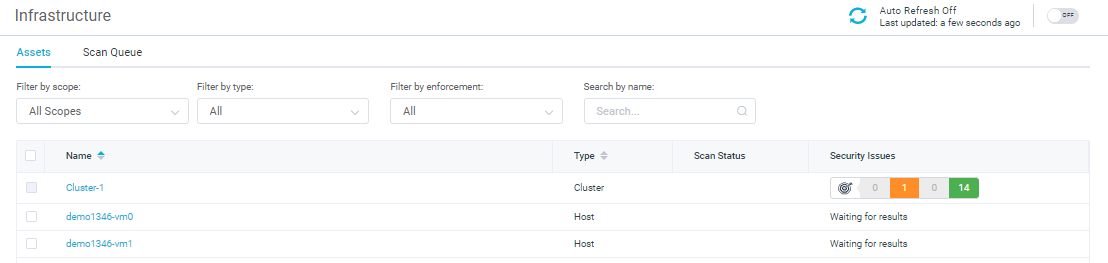 Infrastructure
Auto Refresh Off
Last updated: a few seconds ago
OFF
Assets Scan Queue
Filter by scope: Filter by type: Filter by enforcement: Search by name:
All Scopes All All Search...
Name Type Scan Status Security Issues
Cluster-1 Cluster 0 1 0 14
demo1346-vm0 Host Waiting for results
demo1346-vm1 Host Waiting for results